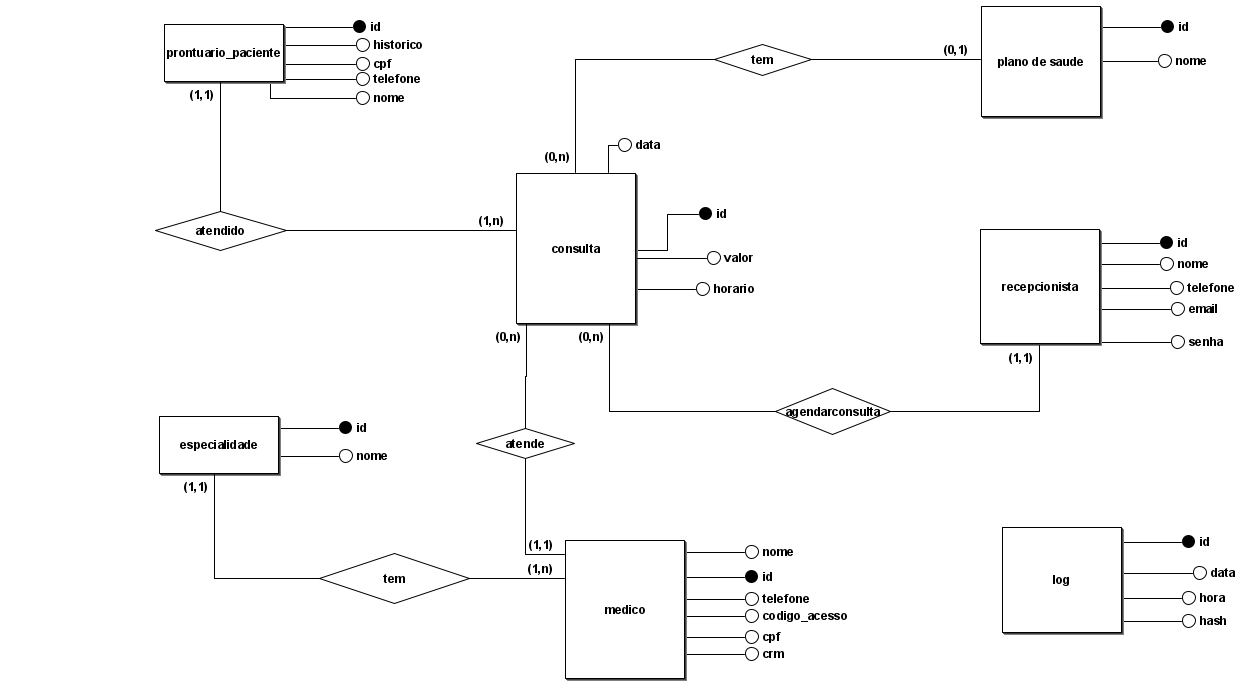 prontuario_paciente
id
historico
cpf
telefone
nome
(1,1)
atendido
(1,n)
tem
(0,1)
(0,n)
plano de saude
id
nome
data
consulta
id
valor
horario
(0,n)
(0,n)
recepcionista
id
nome
telefone
email
senha
(1,1)
agendarconsulta
atende
especialidade
id
nome
(1,1)
tem
(1,1)
(1,n)
medico
nome
id
telefone
codigo_acesso
cpf
crm
log
id
data
hora
hash